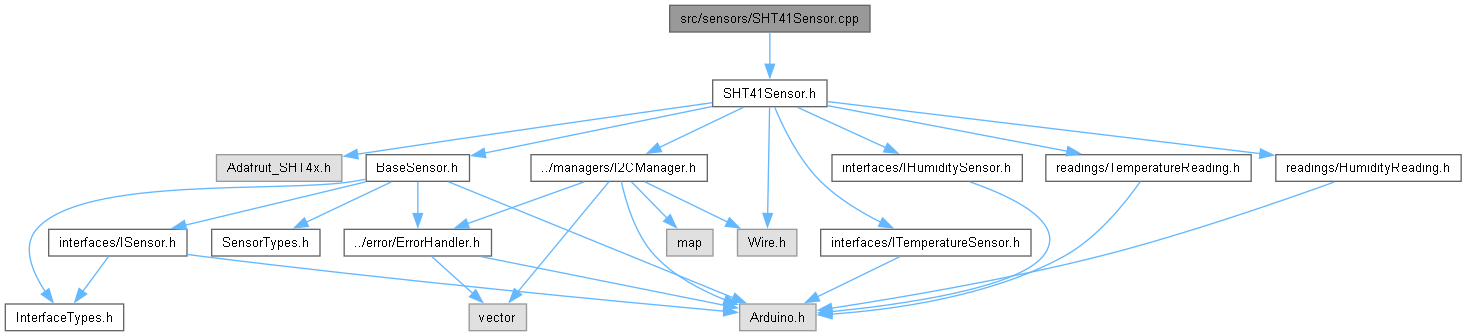 src/sensors/SHT41Sensor.cpp
SHT41Sensor.h
Adafruit_SHT4x.h
BaseSensor.h
../managers/I2CManager.h
interfaces/IHumiditySensor.h
readings/TemperatureReading.h
readings/HumidityReading.h
interfaces/ISensor.h
SensorTypes.h
../error/ErrorHandler.h
map
Wire.h
interfaces/ITemperatureSensor.h
InterfaceTypes.h
vector
Arduino.h